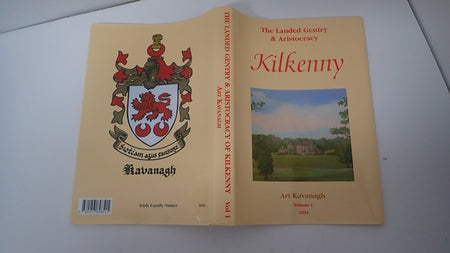 The Landed Gentry
& Aristocracy
Kilkenny
Art Kavanagh
Volume 1
2004
THE LANDED GENTRY & ARISTOCRACY OF KILKENNY Vol 1
ART KAVANAGH
Kavanagh
Irish Family Names